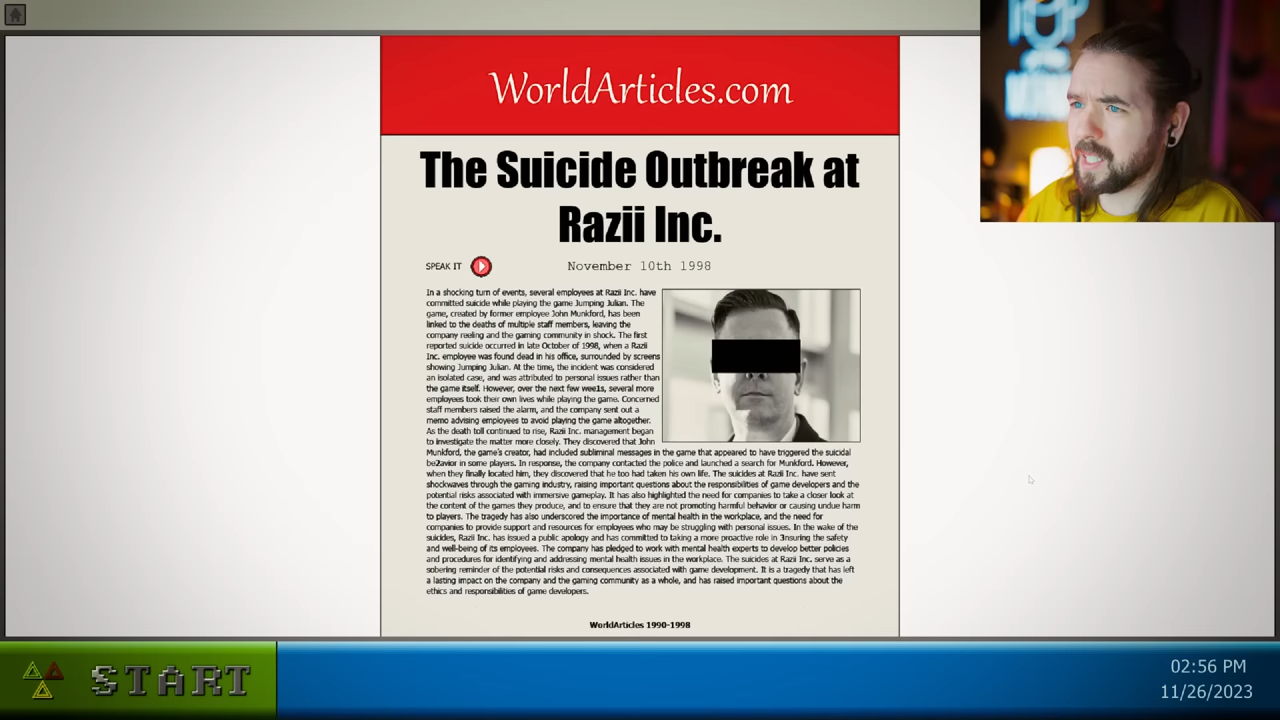 WorldArticles.com
The Suicide Outbreak at
Razii Inc.
SPEAK IT
November 10th 1998
In a shocking turn of events, several employees at Razii Inc. have
committed suicide while playing the game Jumping Julian. The
game, created by former employee John Munkford, has been
linked to the deaths of multiple staff members, leaving the
company reeling and the gaming community in shock. The first
reported suicide occurred in late October of 1998, when a Razii
Inc. employee was found dead in his office, surrounded by screens
showing Jumping Julian. At the time, the incident was considered
an isolated case, and was attributed to personal issues rather than
the game itself. However, over the next few wee1s, several more
employees took their own lives while playing the game. Concerned
staff members raised the alarm, and the company sent out a
memo advising employees to avoid playing the game altogether.
As the death toll continued to rise, Razii Inc. management began
to investigate the matter more closely. They discovered that John
Munkford, the game's creator, had included subliminal messages in the game that appeared to have triggered the suicidal
be2avior in some players. In response, the company contacted the police and launched a search for Munkford. However,
when they finally located him, they discovered that he too had taken his own life. The suicides at Razii Inc. have sent
shockwaves through the gaming industry, raising important questions about the responsibilities of game developers and the
potential risks associated with immersive gameplay. It has also highlighted the need for companies to take a closer look at
the content of the games they produce, and to ensure that they are not promoting harmful behavior or causing undue harm
to players. The tragedy has also underscored the importance of mental health in the workplace, and the need for
companies to provide support and resources for employees who may be struggling with personal issues. In the wake of the
suicides, Razii Inc. has issued a public apology and has committed to taking a more proactive role in 3nsuring the safety
and well-being of its employees. The company has pledged to work with mental health experts to develop better policies
and procedures for identifying and addressing mental health issues in the workplace. The suicides at Razii Inc. serve as a
sobering reminder of the potential risks and consequences associated with game development. It is a tragedy that has left
a lasting impact on the company and the gaming community as a whole, and has raised important questions about the
ethics and responsibilities of game developers.
WorldArticles 1990-1998
START
02:56 PM
11/26/2023